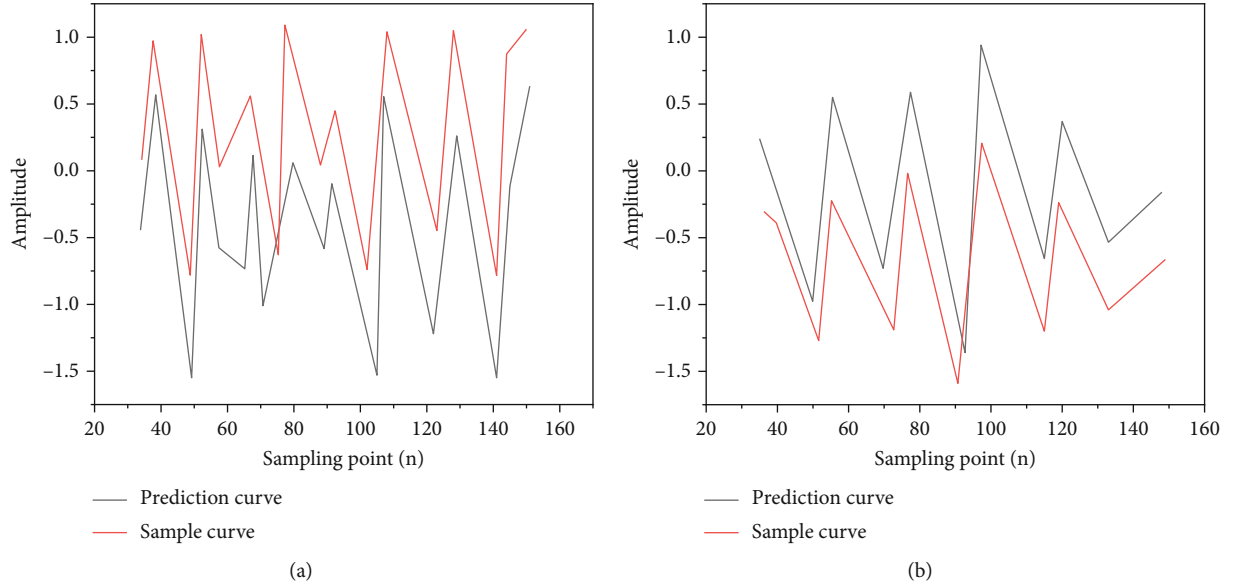 1.0
0.5
0.0
–0.5
–1.0
–1.5
Amplitude
20 40 60 80 100 120 140 160
Sampling point (n)
Prediction curve
Sample curve
(a)
1.0
0.5
0.0
–0.5
–1.0
–1.5
Amplitude
20 40 60 80 100 120 140 160
Sampling point (n)
Prediction curve
Sample curve
(b)